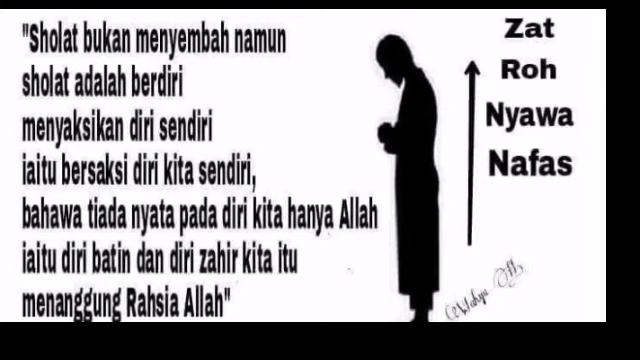 "Sholat bukan menyembah namun
sholat adalah berdiri
menyaksikan diri sendiri
iaitu bersaksi diri kita sendiri,
bahawa tiada nyata pada diri kita hanya Allah
iaitu diri batin dan diri zahir kita itu
menanggung Rahsia Allah"
Zat
Roh
Nyawa
Nafas